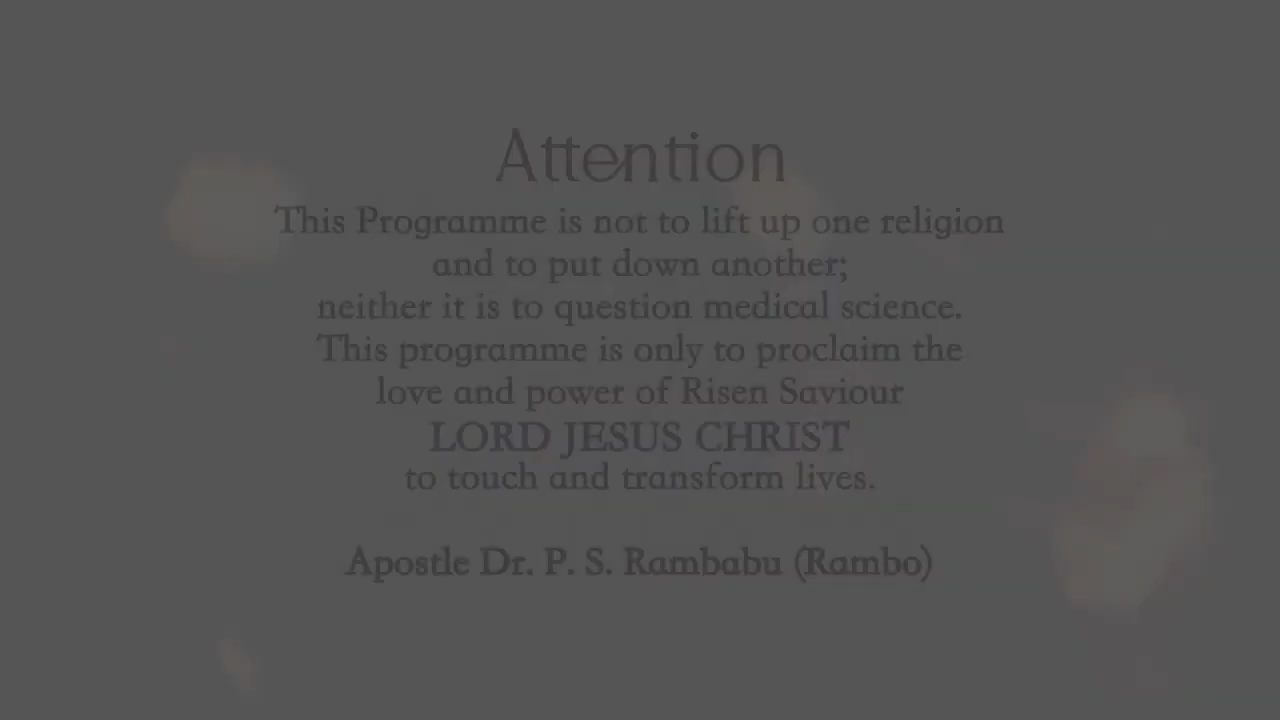 Attention
This Programme is not to lift up one religion
and to put down another;
neither it is to question medical science.
This programme is only to proclaim the
love and power of Risen Saviour
LORD JESUS CHRIST
to touch and transform lives.
Apostle Dr. P. S. Rambabu (Rambo)